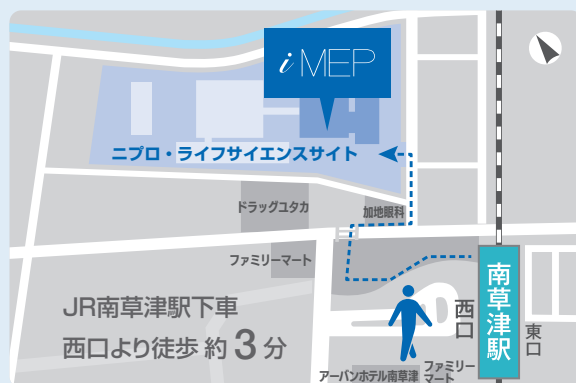 i MEP
ニプロ・ライフサイエンスサイト
ドラッグユタカ
加地眼科
ファミリーマート
JR南草津駅下車
西口より徒歩 約 3 分
西口
南草津駅
東口
アーバンホテル南草津
ファミリー
マート